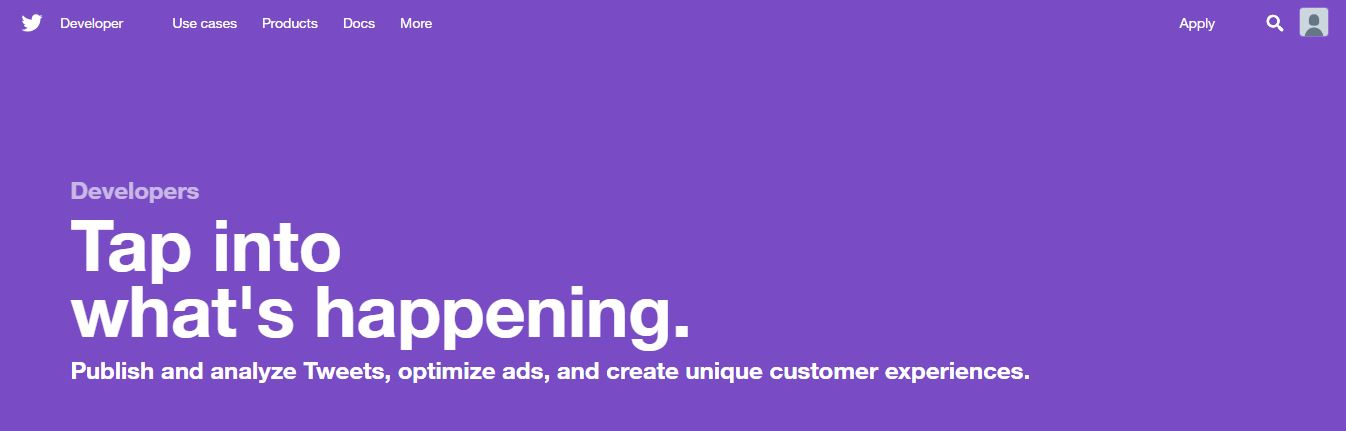 Developer Use cases Products Docs More Apply
Developers
Tap into
what's happening.
Publish and analyze Tweets, optimize ads, and create unique customer experiences.